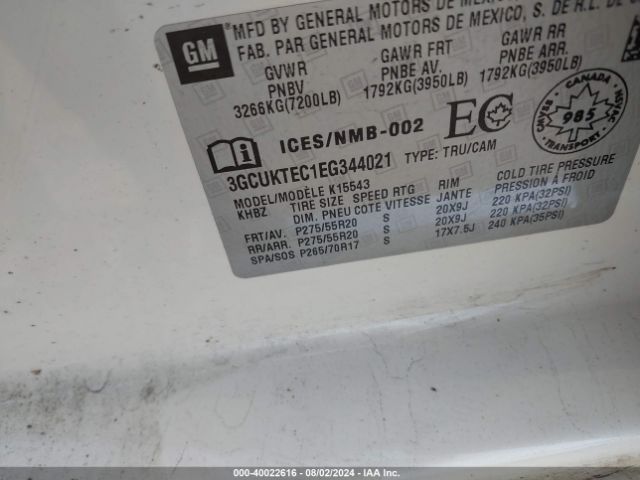 GM
MFD BY GENERAL MOTORS DE MEXICO
FAB. PAR GENERAL MOTORS DE MEXICO, S. DE R.L. DE
GVWR GAWR FRT GAWR RR
PNBV PNBE AV. PNBE ARR.
3266KG(7200LB) 1792KG(3950LB) 1792KG(3950LB)
ICES/NMB-002 EC
CANADA
985
CMVSS NSVAC
3GCUKTEC1EG344021 TYPE: TRU/CAM
MODEL/MODÈLE K15543
KHBZ TIRE SIZE SPEED RTG RIM COLD TIRE PRESSURE
DIM. PNEU COTE VITESSE JANTE PRESSION A FROID
FRT/AV. P275/55R20 S 20X9J 220 KPA(32PSI)
RR/ARR. P275/55R20 S 20X9J 220 KPA(32PSI)
SPA/SOS P265/70R17 S 17X7.5J 240 KPA(35PSI)
000-40022616 - 08/02/2024 - IAA Inc.